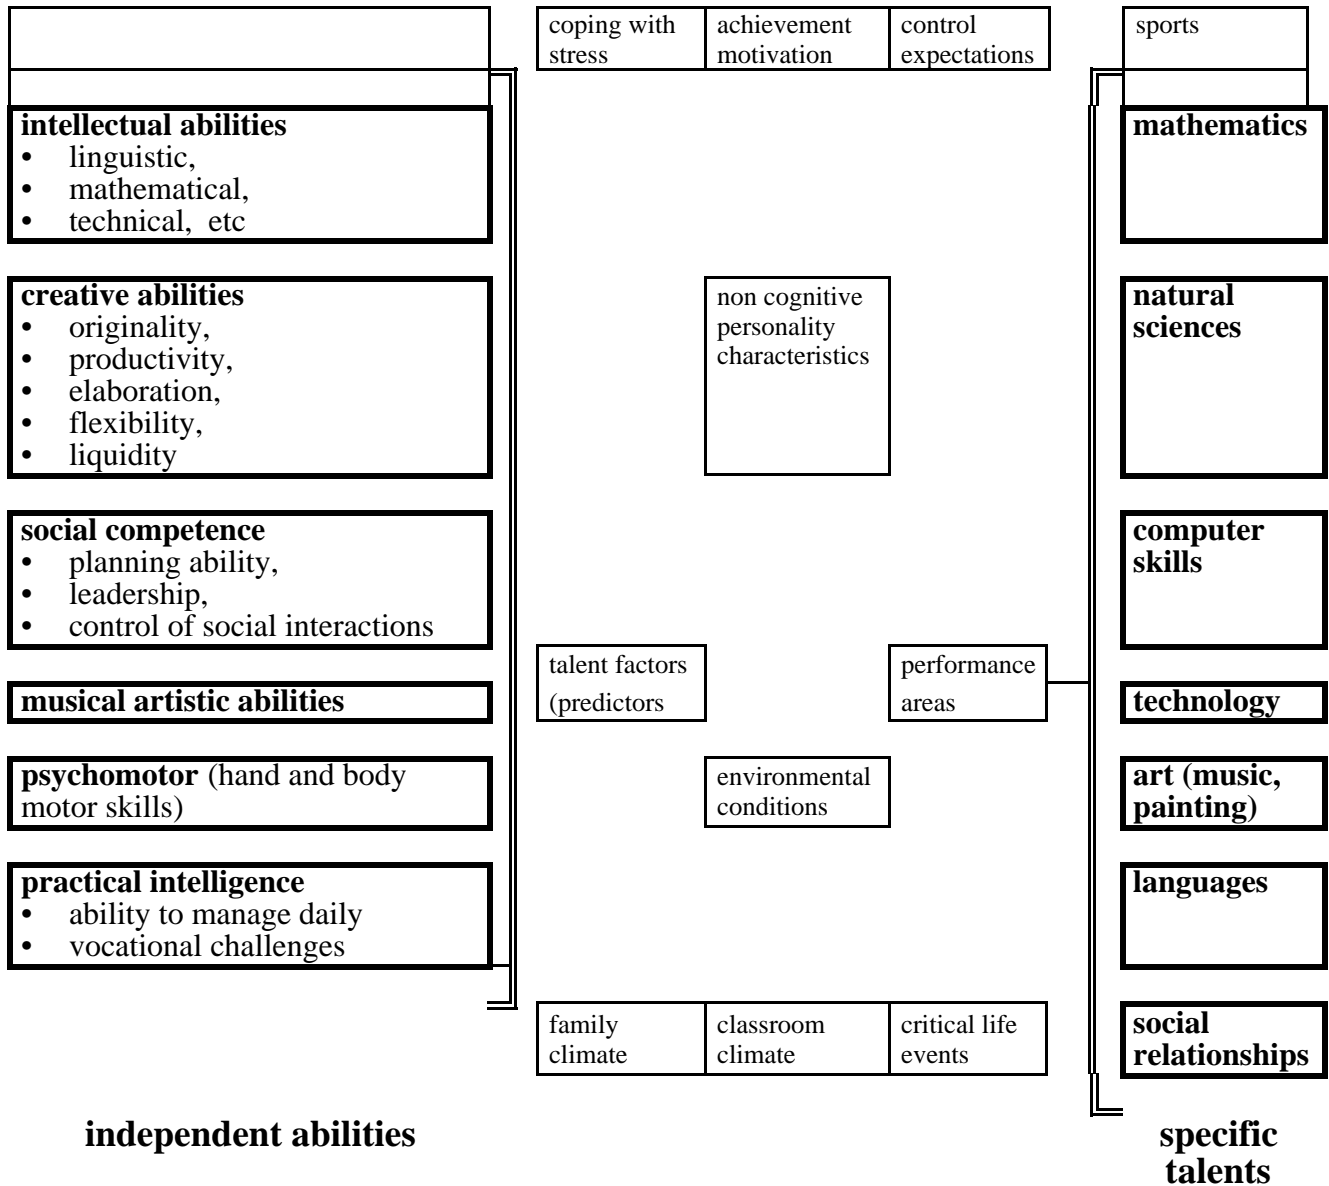 coping with
stress
achievement
motivation
control
expectations
sports
intellectual abilities
• linguistic,
• mathematical,
• technical, etc
mathematics
creative abilities
• originality,
• productivity,
• elaboration,
• flexibility,
• liquidity
non cognitive
personality
characteristics
natural
sciences
social competence
• planning ability,
• leadership,
• control of social interactions
computer
skills
talent factors
(predictors
performance
areas
musical artistic abilities
technology
psychomotor (hand and body
motor skills)
environmental
conditions
art (music,
painting)
practical intelligence
• ability to manage daily
• vocational challenges
languages
family
climate
classroom
climate
critical life
events
social
relationships
independent abilities
specific
talents